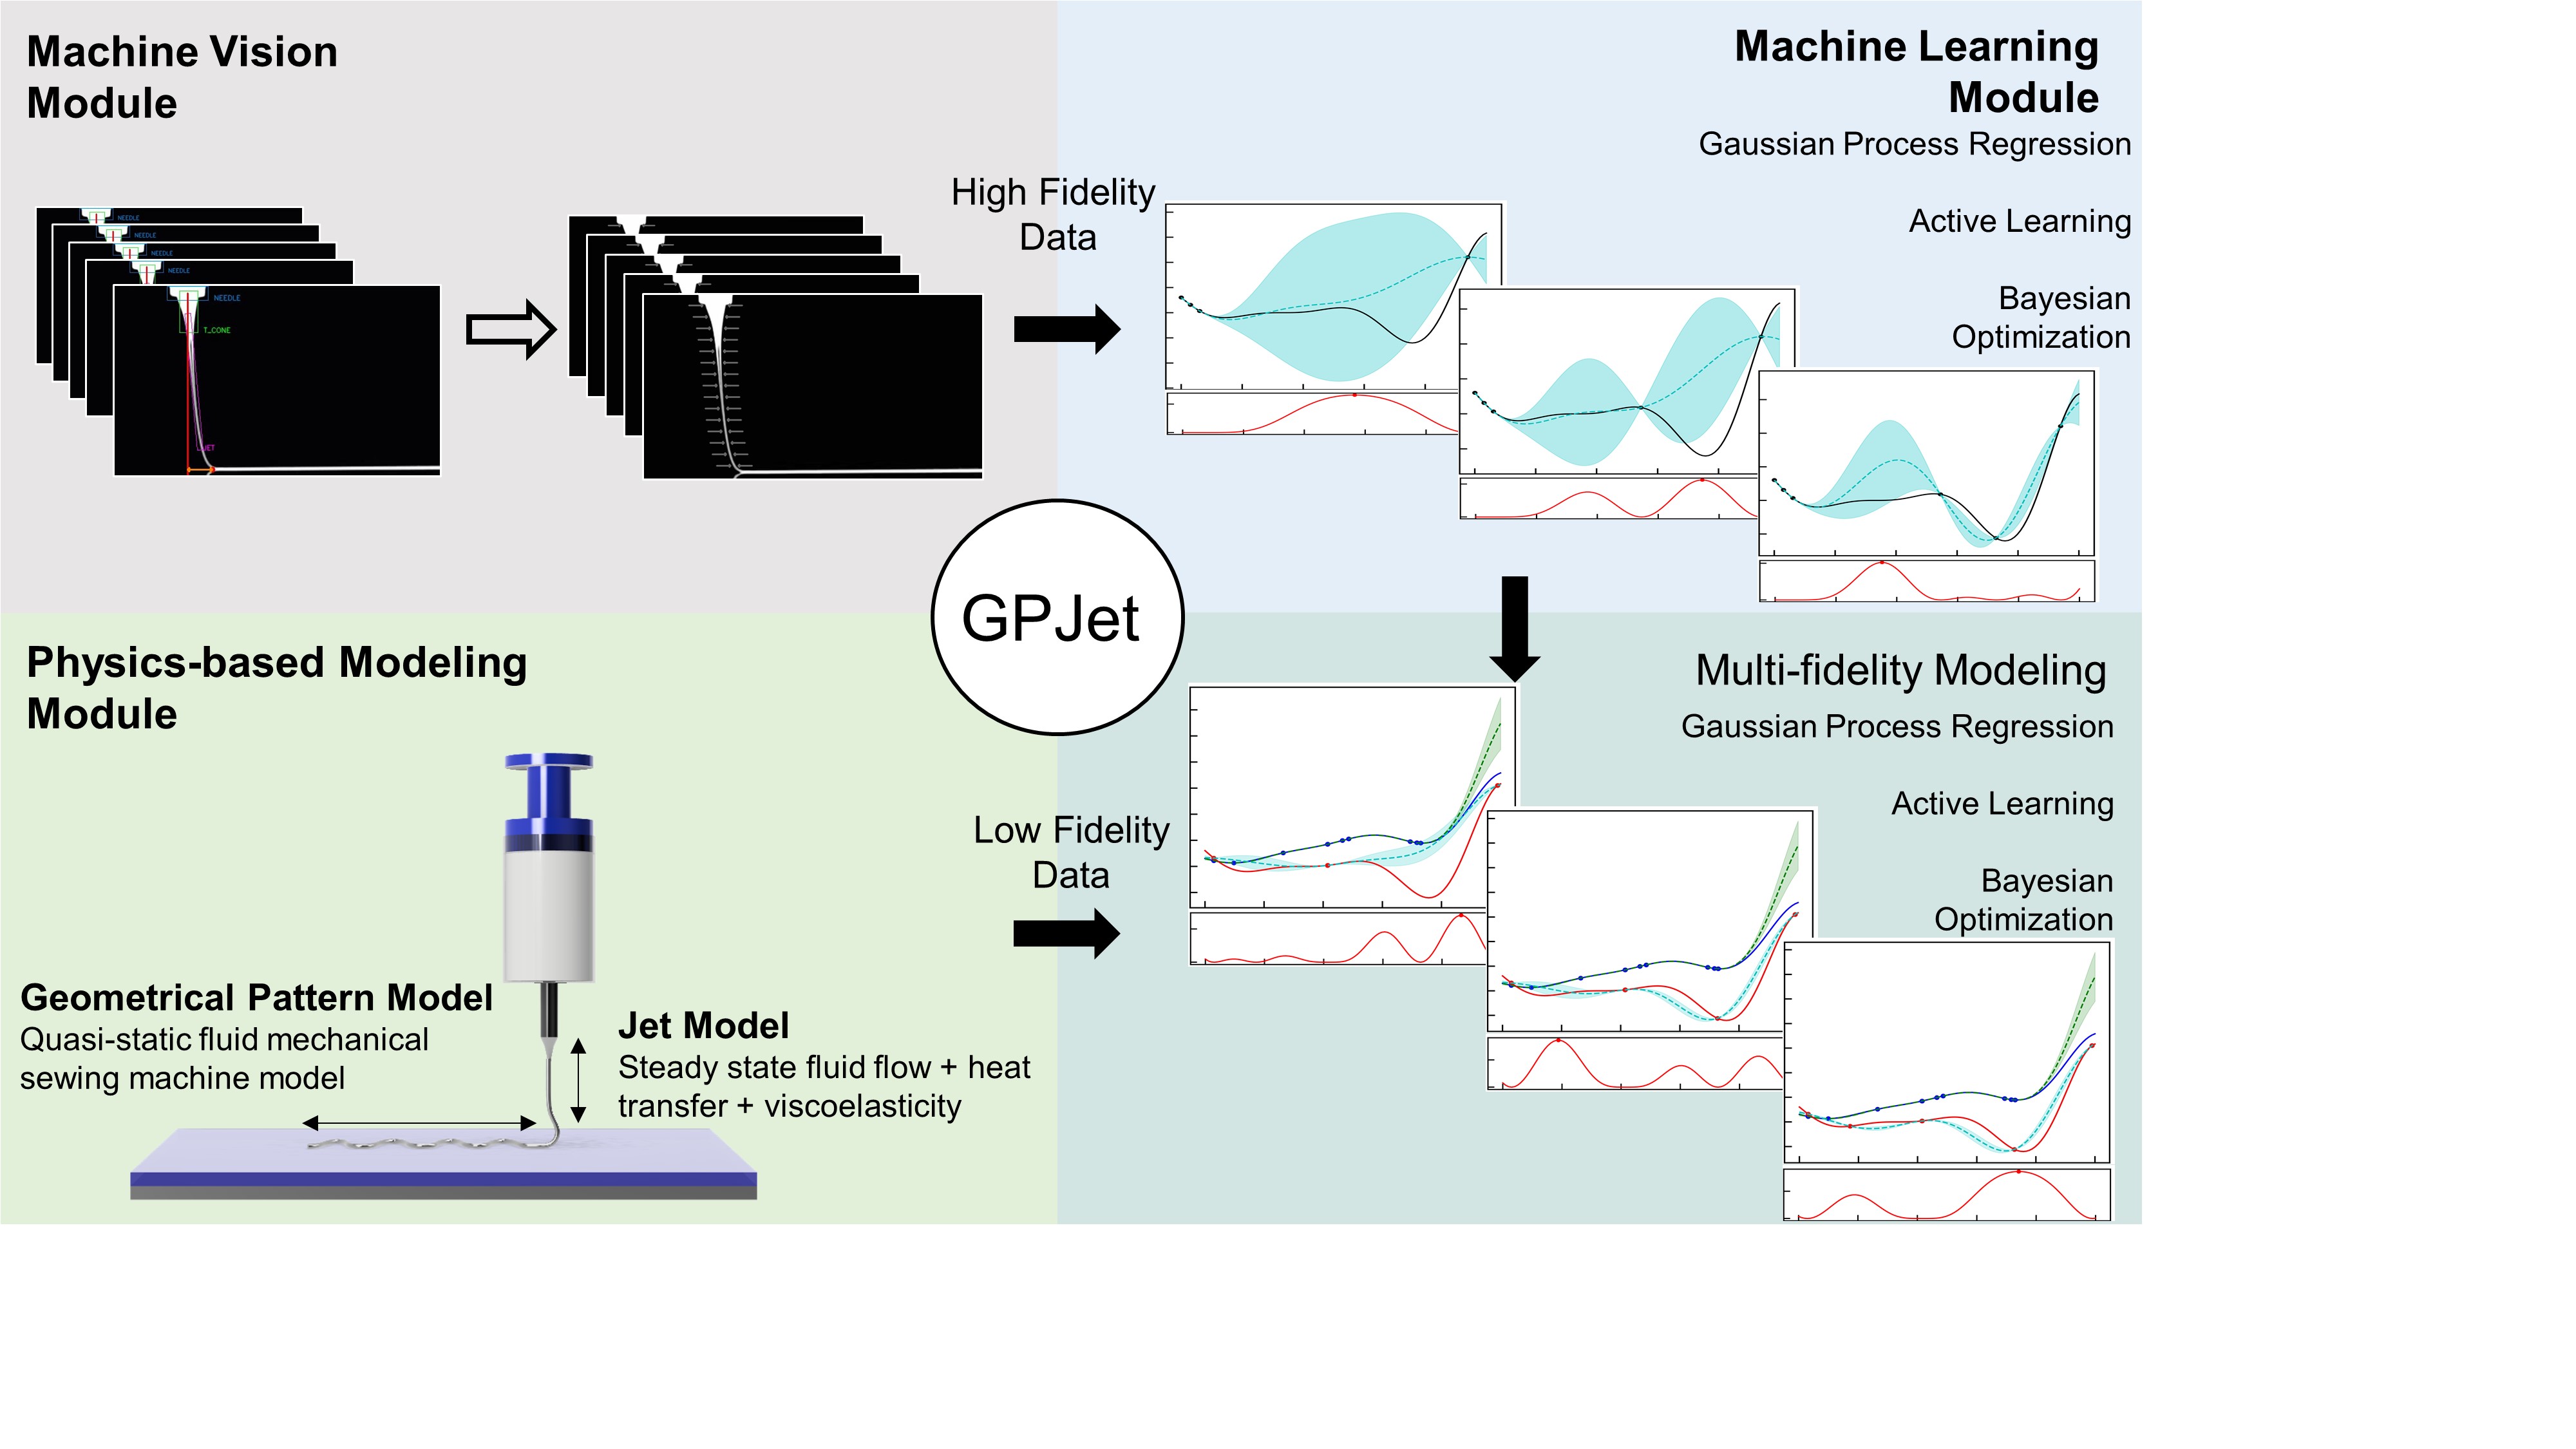 Machine Vision
Module
NEEDLE
NEEDLE
NEEDLE
NEEDLE
NEEDLE
T_CONE
JET
High Fidelity
Data
Machine Learning
Module
Gaussian Process Regression
Active Learning
Bayesian
Optimization
GPJet
Physics-based Modeling
Module
Geometrical Pattern Model
Quasi-static fluid mechanical
sewing machine model
Jet Model
Steady state fluid flow + heat
transfer + viscoelasticity
Low Fidelity
Data
Multi-fidelity Modeling
Gaussian Process Regression
Active Learning
Bayesian
Optimization